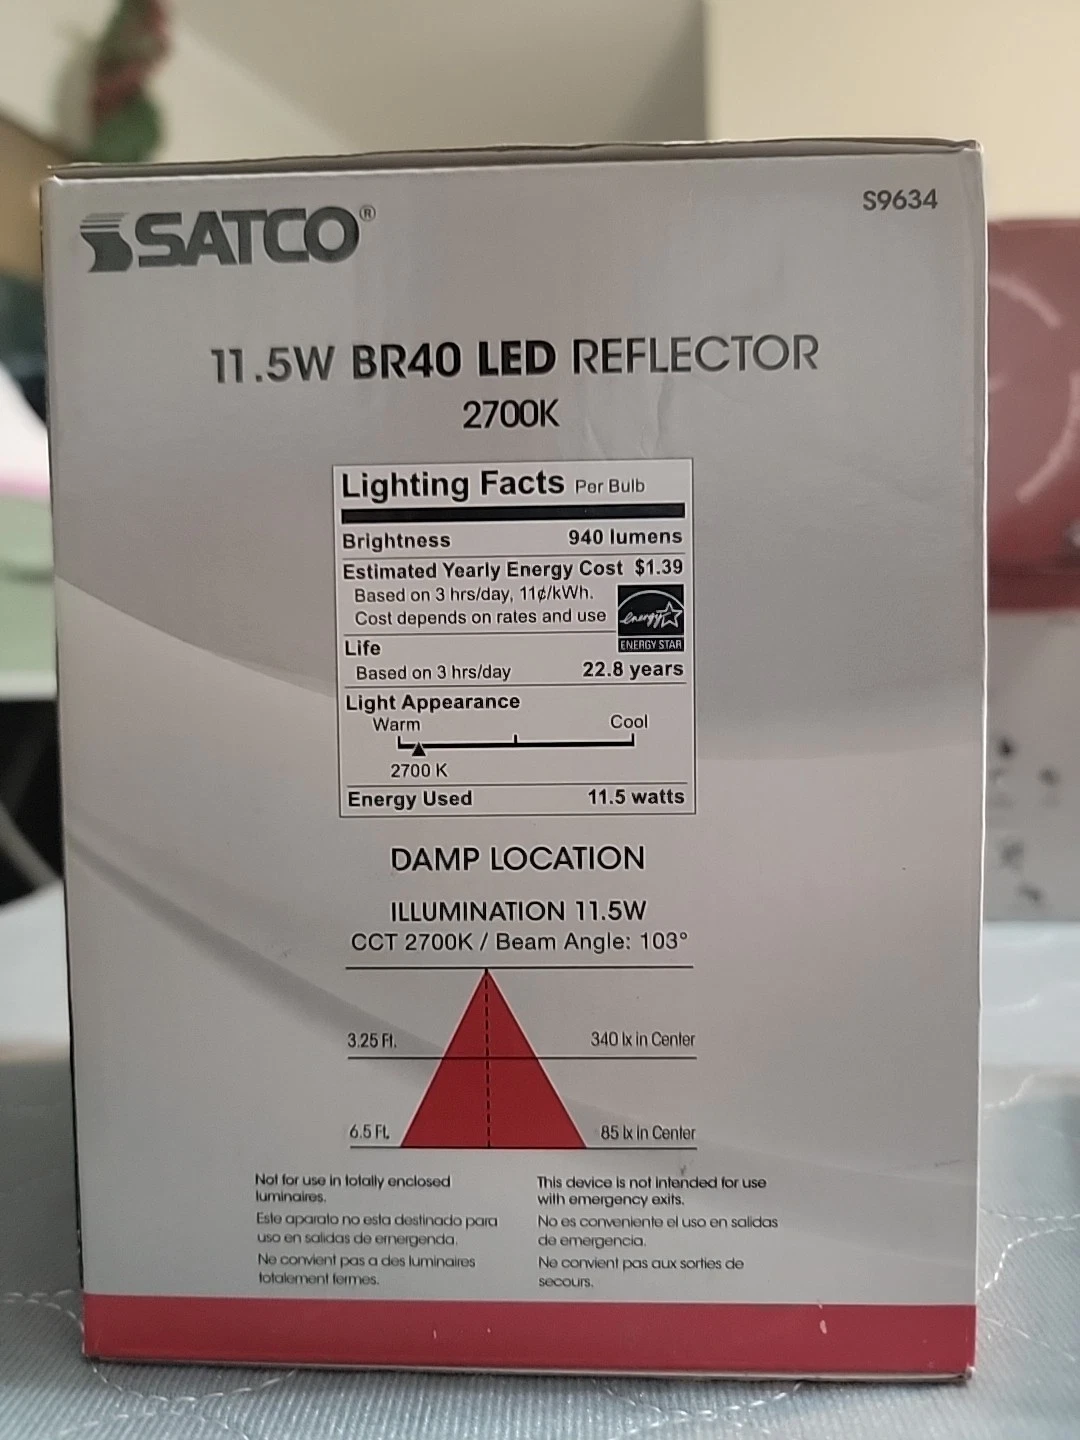 SATCO®
S9634
11.5W BR40 LED REFLECTOR
2700K
Lighting Facts Per Bulb
Brightness 940 lumens
Estimated Yearly Energy Cost $1.39
Based on 3 hrs/day, 11¢/kWh.
Cost depends on rates and use
energy
ENERGY STAR
Life
Based on 3 hrs/day 22.8 years
Light Appearance
Warm Cool
2700 K
Energy Used 11.5 watts
DAMP LOCATION
ILLUMINATION 11.5W
CCT 2700K / Beam Angle: 103°
3.25 Ft. 340 lx in Center
6.5 Ft. 85 lx in Center
Not for use in totally enclosed
luminaires.
Este aparato no esta destinado para
uso en salidas de emergenda.
Ne convient pas a des luminaires
totalement fermes.
This device is not intended for use
with emergency exits.
No es conveniente el uso en salidas
de emergencia.
Ne convient pas aux sorties de
secours.